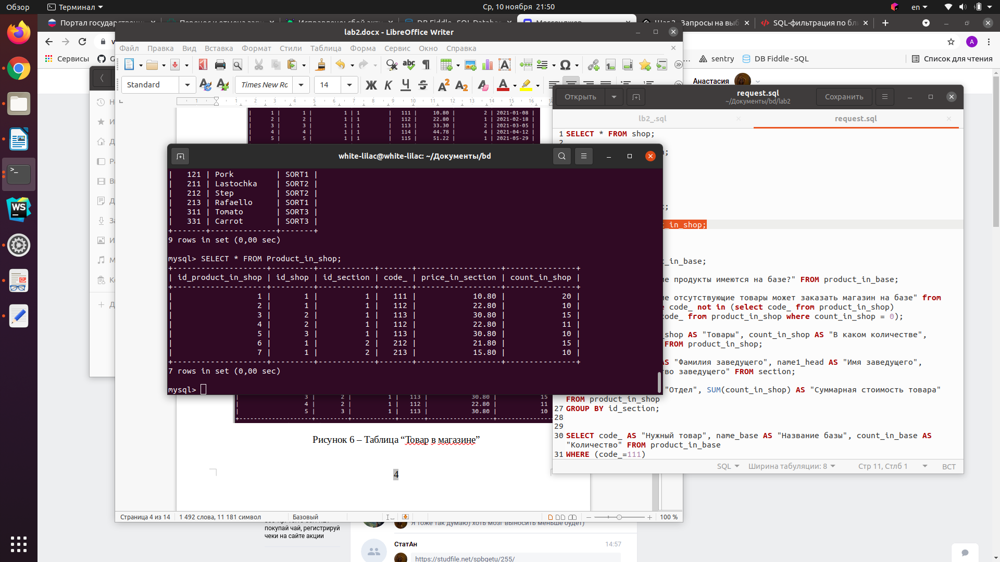 Обзор
Терминал
Ср, 10 ноября 21:50
en
Портал государствен
Исправлены сбой акти
DB Fiddle - SQL Databa
Мессенджер
Шаг 2 Запросы на выб
SQL-фильтрация по бл
Сервисы
sentry
DB Fiddle - SQL
Список для чтения
lab2.docx - LibreOffice Writer
Файл Правка Вид Вставка Формат Стили Таблица Форма Сервис Окно Справка
Standard
Times New Ro
14
Анастасия
| 1 | 1 | 1 | 1 | 111 | 10.80 | 2 | 2021-01-08 |
| 2 | 2 | 1 | 1 | 112 | 22.80 | 1 | 2021-02-18 |
| 3 | 3 | 1 | 1 | 113 | 33.30 | 2 | 2021-03-05 |
| 4 | 4 | 1 | 1 | 114 | 44.78 | 4 | 2021-04-12 |
| 5 | 5 | 1 | 1 | 115 | 51.22 | 1 | 2021-05-29 |
white-lilac@white-lilac: ~/Документы/bd
| 121 | Pork | SORT1 |
| 211 | Lastochka | SORT2 |
| 212 | Step | SORT2 |
| 213 | Rafaello | SORT1 |
| 311 | Tomato | SORT3 |
| 331 | Carrot | SORT3 |
+-------+--------------+-------+
9 rows in set (0,00 sec)
mysql> SELECT * FROM Product_in_shop;
+--------------------+---------+------------+-------+------------------+---------------+
| id_product_in_shop | id_shop | id_section | code_ | price_in_section | count_in_shop |
+--------------------+---------+------------+-------+------------------+---------------+
| 1 | 1 | 1 | 111 | 10.80 | 20 |
| 2 | 1 | 1 | 112 | 22.80 | 10 |
| 3 | 2 | 1 | 113 | 30.80 | 15 |
| 4 | 2 | 1 | 112 | 22.80 | 11 |
| 5 | 3 | 1 | 113 | 30.80 | 10 |
| 6 | 1 | 2 | 212 | 21.80 | 15 |
| 7 | 1 | 2 | 213 | 15.80 | 10 |
+--------------------+---------+------------+-------+------------------+---------------+
7 rows in set (0,00 sec)
mysql>
| 3 | 2 | 1 | 113 | 30.80 | 15
| 4 | 2 | 1 | 112 | 22.80 | 11
| 5 | 3 | 1 | 113 | 30.80 | 10
Рисунок 6 – Таблица “Товар в магазине”
4
Страница 4 из 14
1 492 слова, 11 181 символ
Базовый
100 %
Открыть
request.sql
~/Документы/bd/lab2
Сохранить
lb2_.sql
request.sql
1 SELECT * FROM shop;
2
t_in_shop;
t_in_base;
ие продукты имеются на базе?" FROM product_in_base;
ие отсутствующие товары может заказать магазин на базе" from
e code_ not in (select code_ from product_in_shop)
code_ from product_in_shop where count_in_shop = 0);
_shop AS "Товары", count_in_shop AS "В каком количестве",
FROM product_in_shop;
AS "Фамилия заведущего", name1_head AS "Имя заведущего",
во заведущего" FROM section;
"Отдел", SUM(count_in_shop) AS "Суммарная стоимость товара"
FROM product_in_shop
27 GROUP BY id_section;
28
29
30 SELECT code_ AS "Нужный товар", name_base AS "Название базы", count_in_base AS
"Количество" FROM product_in_base
31 WHERE (code_=111)
SQL
Ширина табуляции: 8
Стр 11, Стлб 1
ВСТ
покупай чай, регистрируй
чеки на сайте акции
Я тоже так думаю) хоть мозг выносить меньше будет)
СтатАн
14:57
https://studfile.net/spbgetu/255/